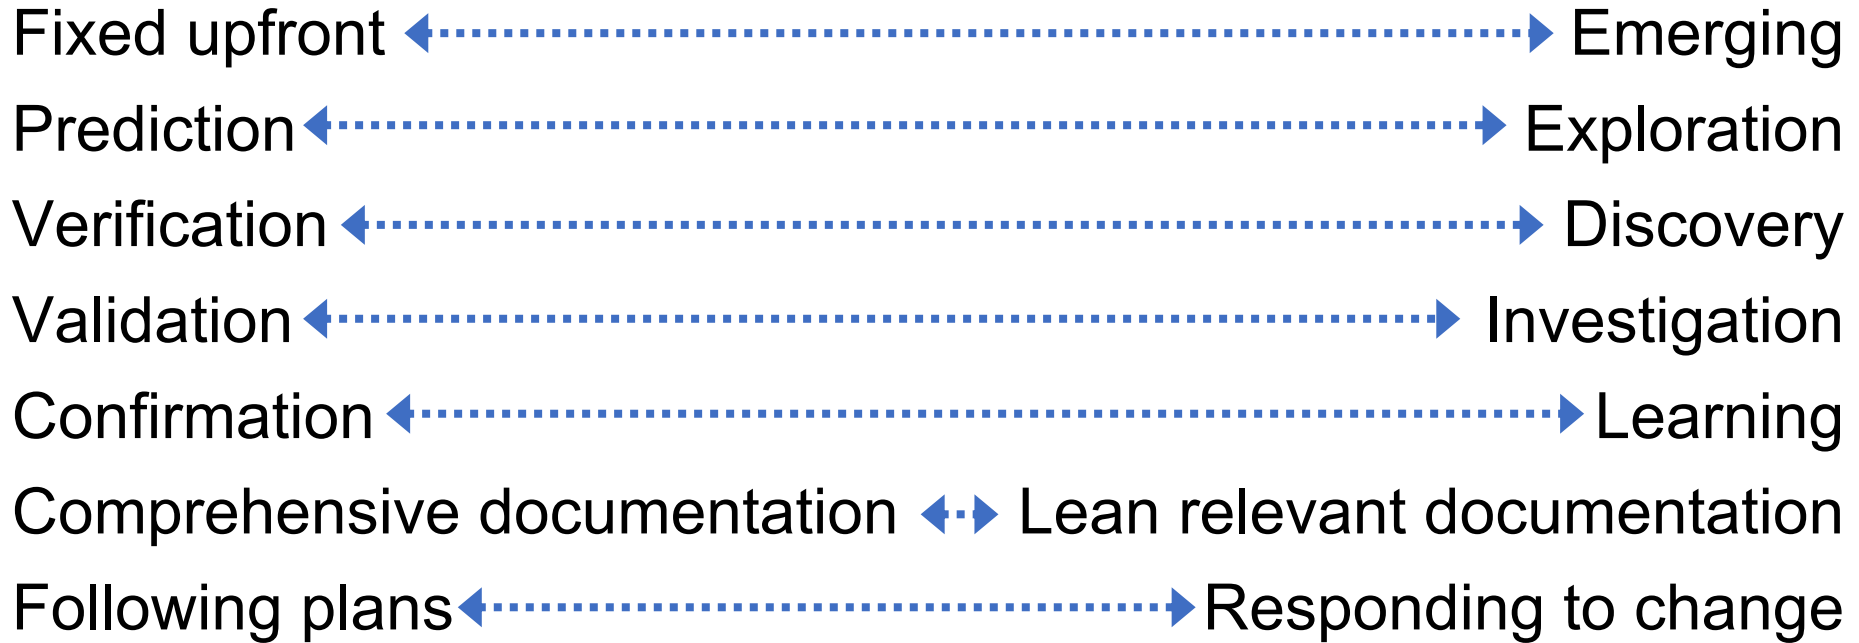 Fixed upfront Emerging
Prediction Exploration
Verification Discovery
Validation Investigation
Confirmation Learning
Comprehensive documentation Lean relevant documentation
Following plans Responding to change